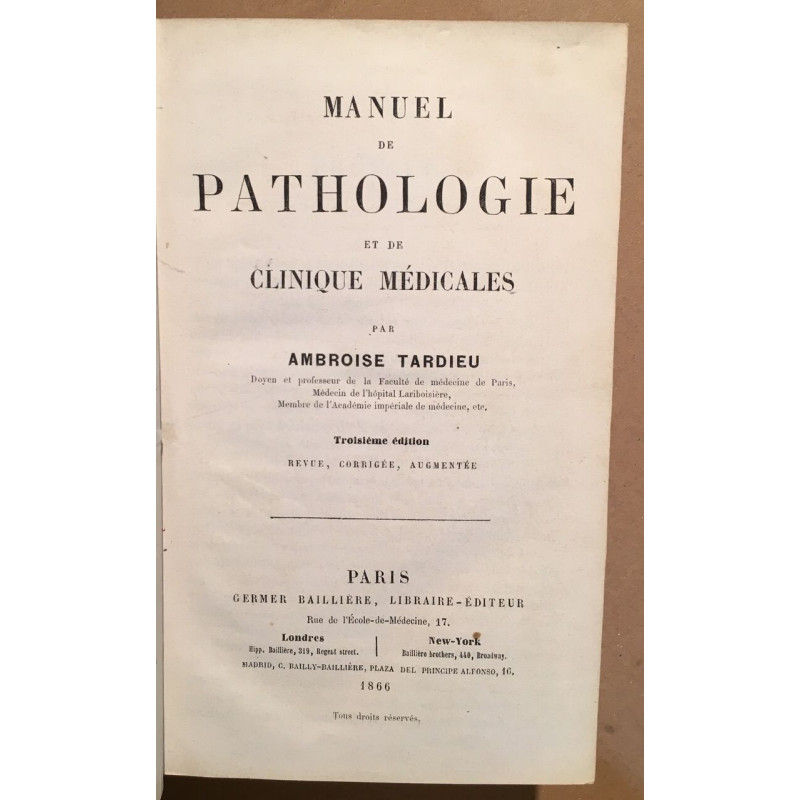 MANUEL
DE
PATHOLOGIE
ET DE
CLINIQUE MÉDICALES
PAR
AMBROISE TARDIEU
Doyen et professeur de la Faculté de médecine de Paris,
Médecin de l'hôpital Lariboisière,
Membre de l'Académie impériale de médecine, etc.
Troisième édition
REVUE, CORRIGÉE, AUGMENTÉE
PARIS
GERMER BAILLIÈRE, LIBRAIRE-ÉDITEUR
Rue de l'École-de-Médecine, 17.
Londres
Hipp. Baillière, 219, Regent street.
New-York
Baillière brothers, 440, Broadway.
MADRID, C. BAILLY-BAILLIÈRE, PLAZA DEL PRINCIPE ALFONSO, 16.
1866
Tous droits réservés.